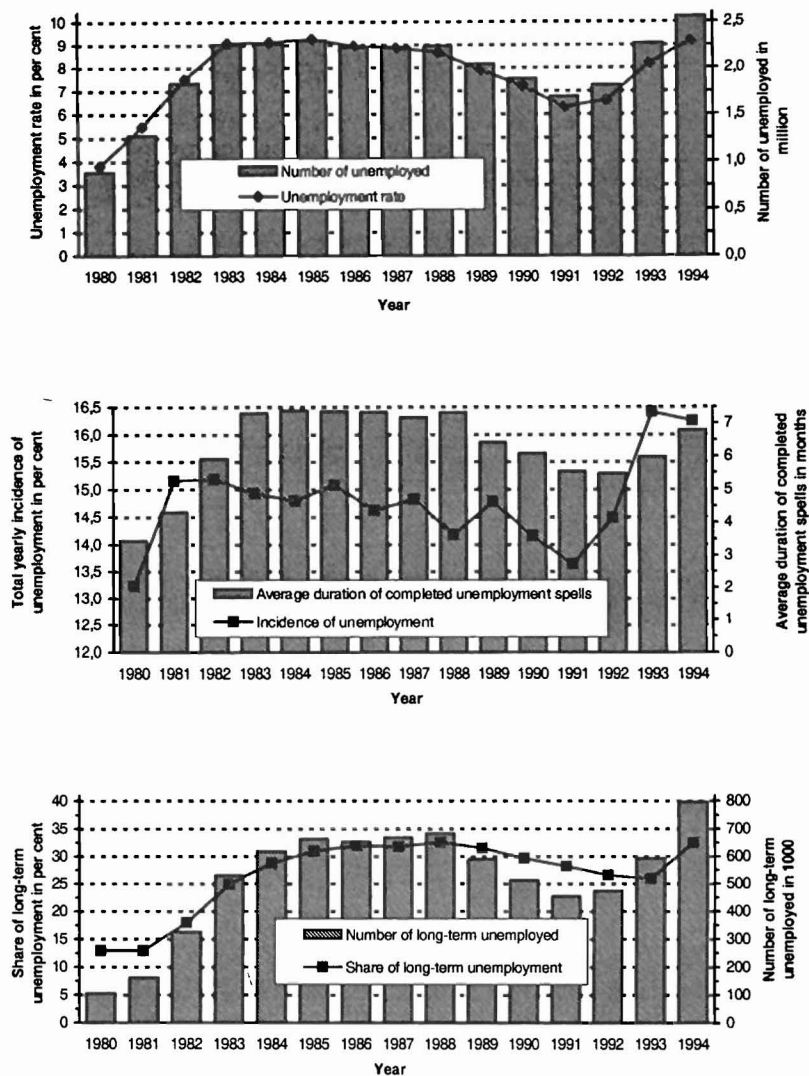 Unemployment rate in per cent
10
9
8
7
6
5
4
3
2
1
0
2,5
2,0
1,5
1,0
0,5
0,0
Number of unemployed in
million
Number of unemployed
Unemployment rate
1980 1981 1982 1983 1984 1985 1986 1987 1988 1989 1990 1991 1992 1993 1994
Year
Total yearly incidence of
unemployment in per cent
16,5
16,0
15,5
15,0
14,5
14,0
13,5
13,0
12,5
12,0
7
6
5
4
3
2
1
0
Average duration of completed
unemployment spells in months
Average duration of completed unemployment spells
Incidence of unemployment
1980 1981 1982 1983 1984 1985 1986 1987 1988 1989 1990 1991 1992 1993 1994
Year
Share of long-term
unemployment in per cent
40
35
30
25
20
15
10
5
0
800
700
600
500
400
300
200
100
0
Number of long-term
unemployed in 1000
Number of long-term unemployed
Share of long-term unemployment
1980 1981 1982 1983 1984 1985 1986 1987 1988 1989 1990 1991 1992 1993 1994
Year